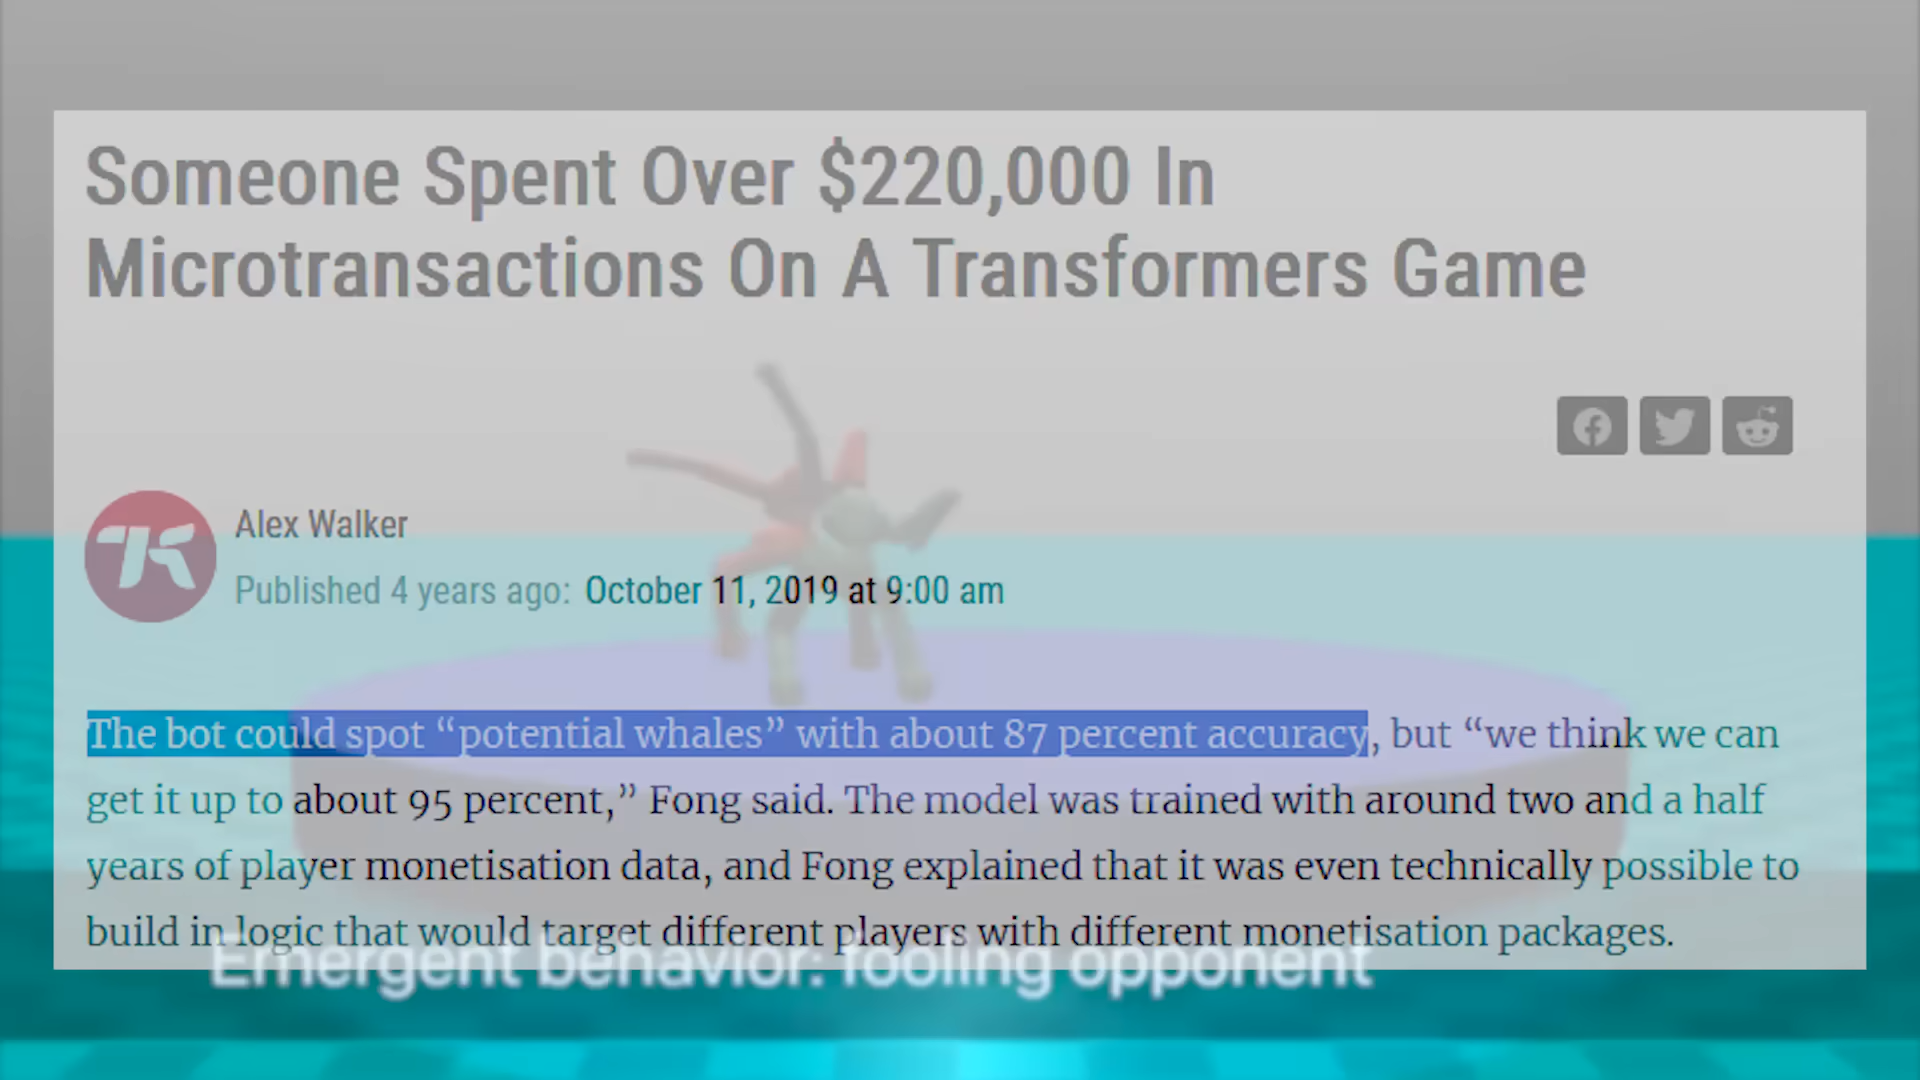 Someone Spent Over $220,000 In
Microtransactions On A Transformers Game
Alex Walker
Published 4 years ago: October 11, 2019 at 9:00 am
The bot could spot “potential whales” with about 87 percent accuracy, but “we think we can
get it up to about 95 percent,” Fong said. The model was trained with around two and a half
years of player monetisation data, and Fong explained that it was even technically possible to
build in logic that would target different players with different monetisation packages.
Emergent behavior: fooling opponent